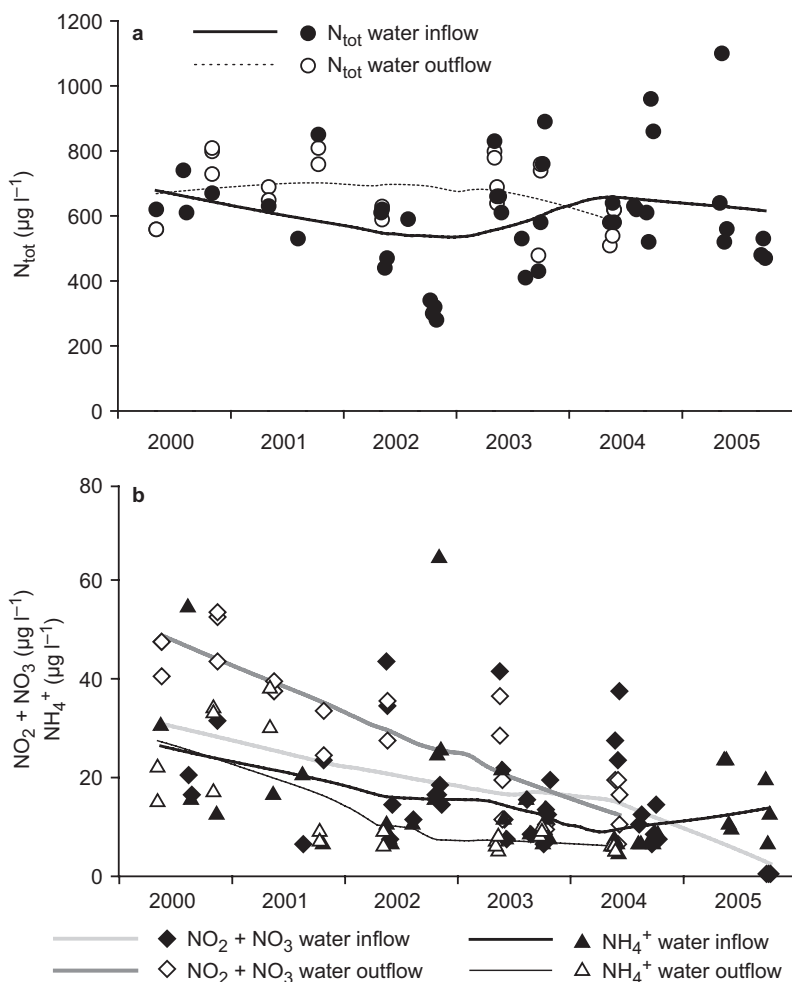 1200
a
N_tot water inflow
N_tot water outflow
1000
800
600
400
200
0
N_tot (µg l⁻¹)
2000 2001 2002 2003 2004 2005
80
b
60
40
20
0
NO₂ + NO₃ (µg l⁻¹)
NH₄⁺ (µg l⁻¹)
2000 2001 2002 2003 2004 2005
NO₂ + NO₃ water inflow
NH₄⁺ water inflow
NO₂ + NO₃ water outflow
NH₄⁺ water outflow